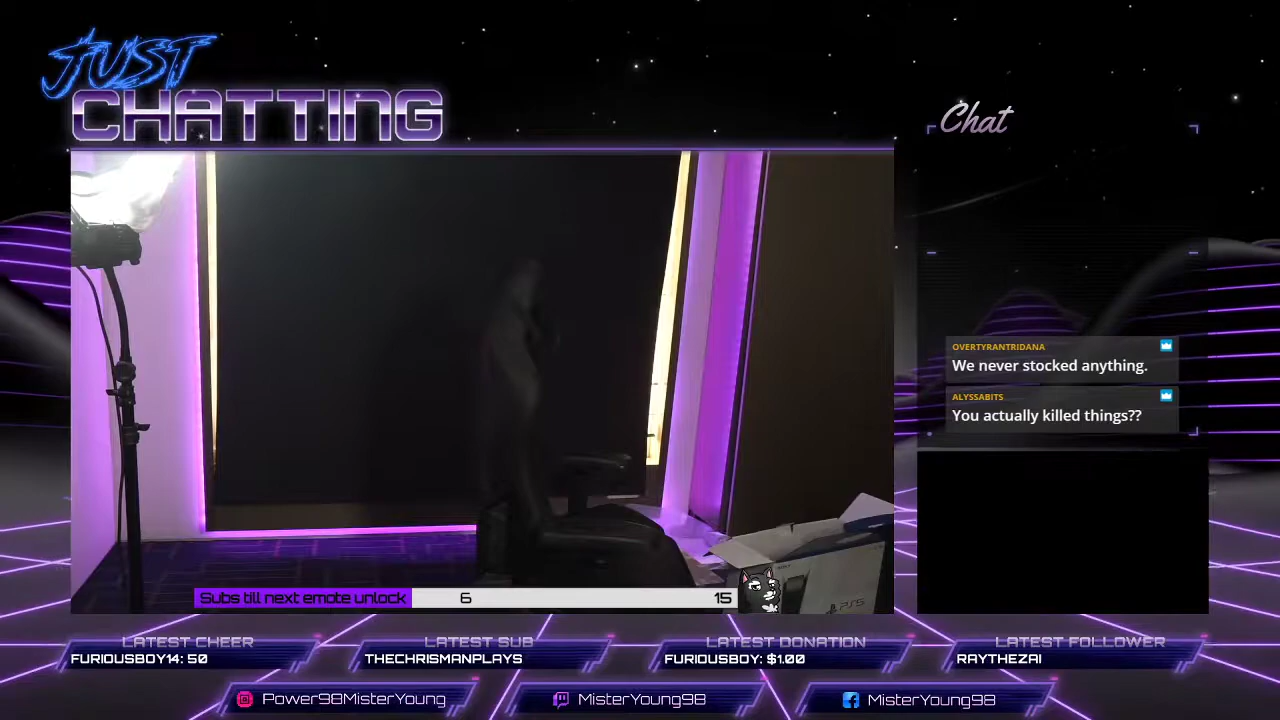 JUST
CHATTING
Chat
OVERTYRANTRIDANA
We never stocked anything.
ALYSSABITS
You actually killed things??
Subs till next emote unlock
6
15
PS5
LATEST CHEER
FURIOUSBOY14: 50
LATEST SUB
THECHRISMANPLAYS
LATEST DONATION
FURIOUSBOY: $1.00
LATEST FOLLOWER
RAYTHEZAI
Power98MisterYoung
MisterYoung98
MisterYoung98